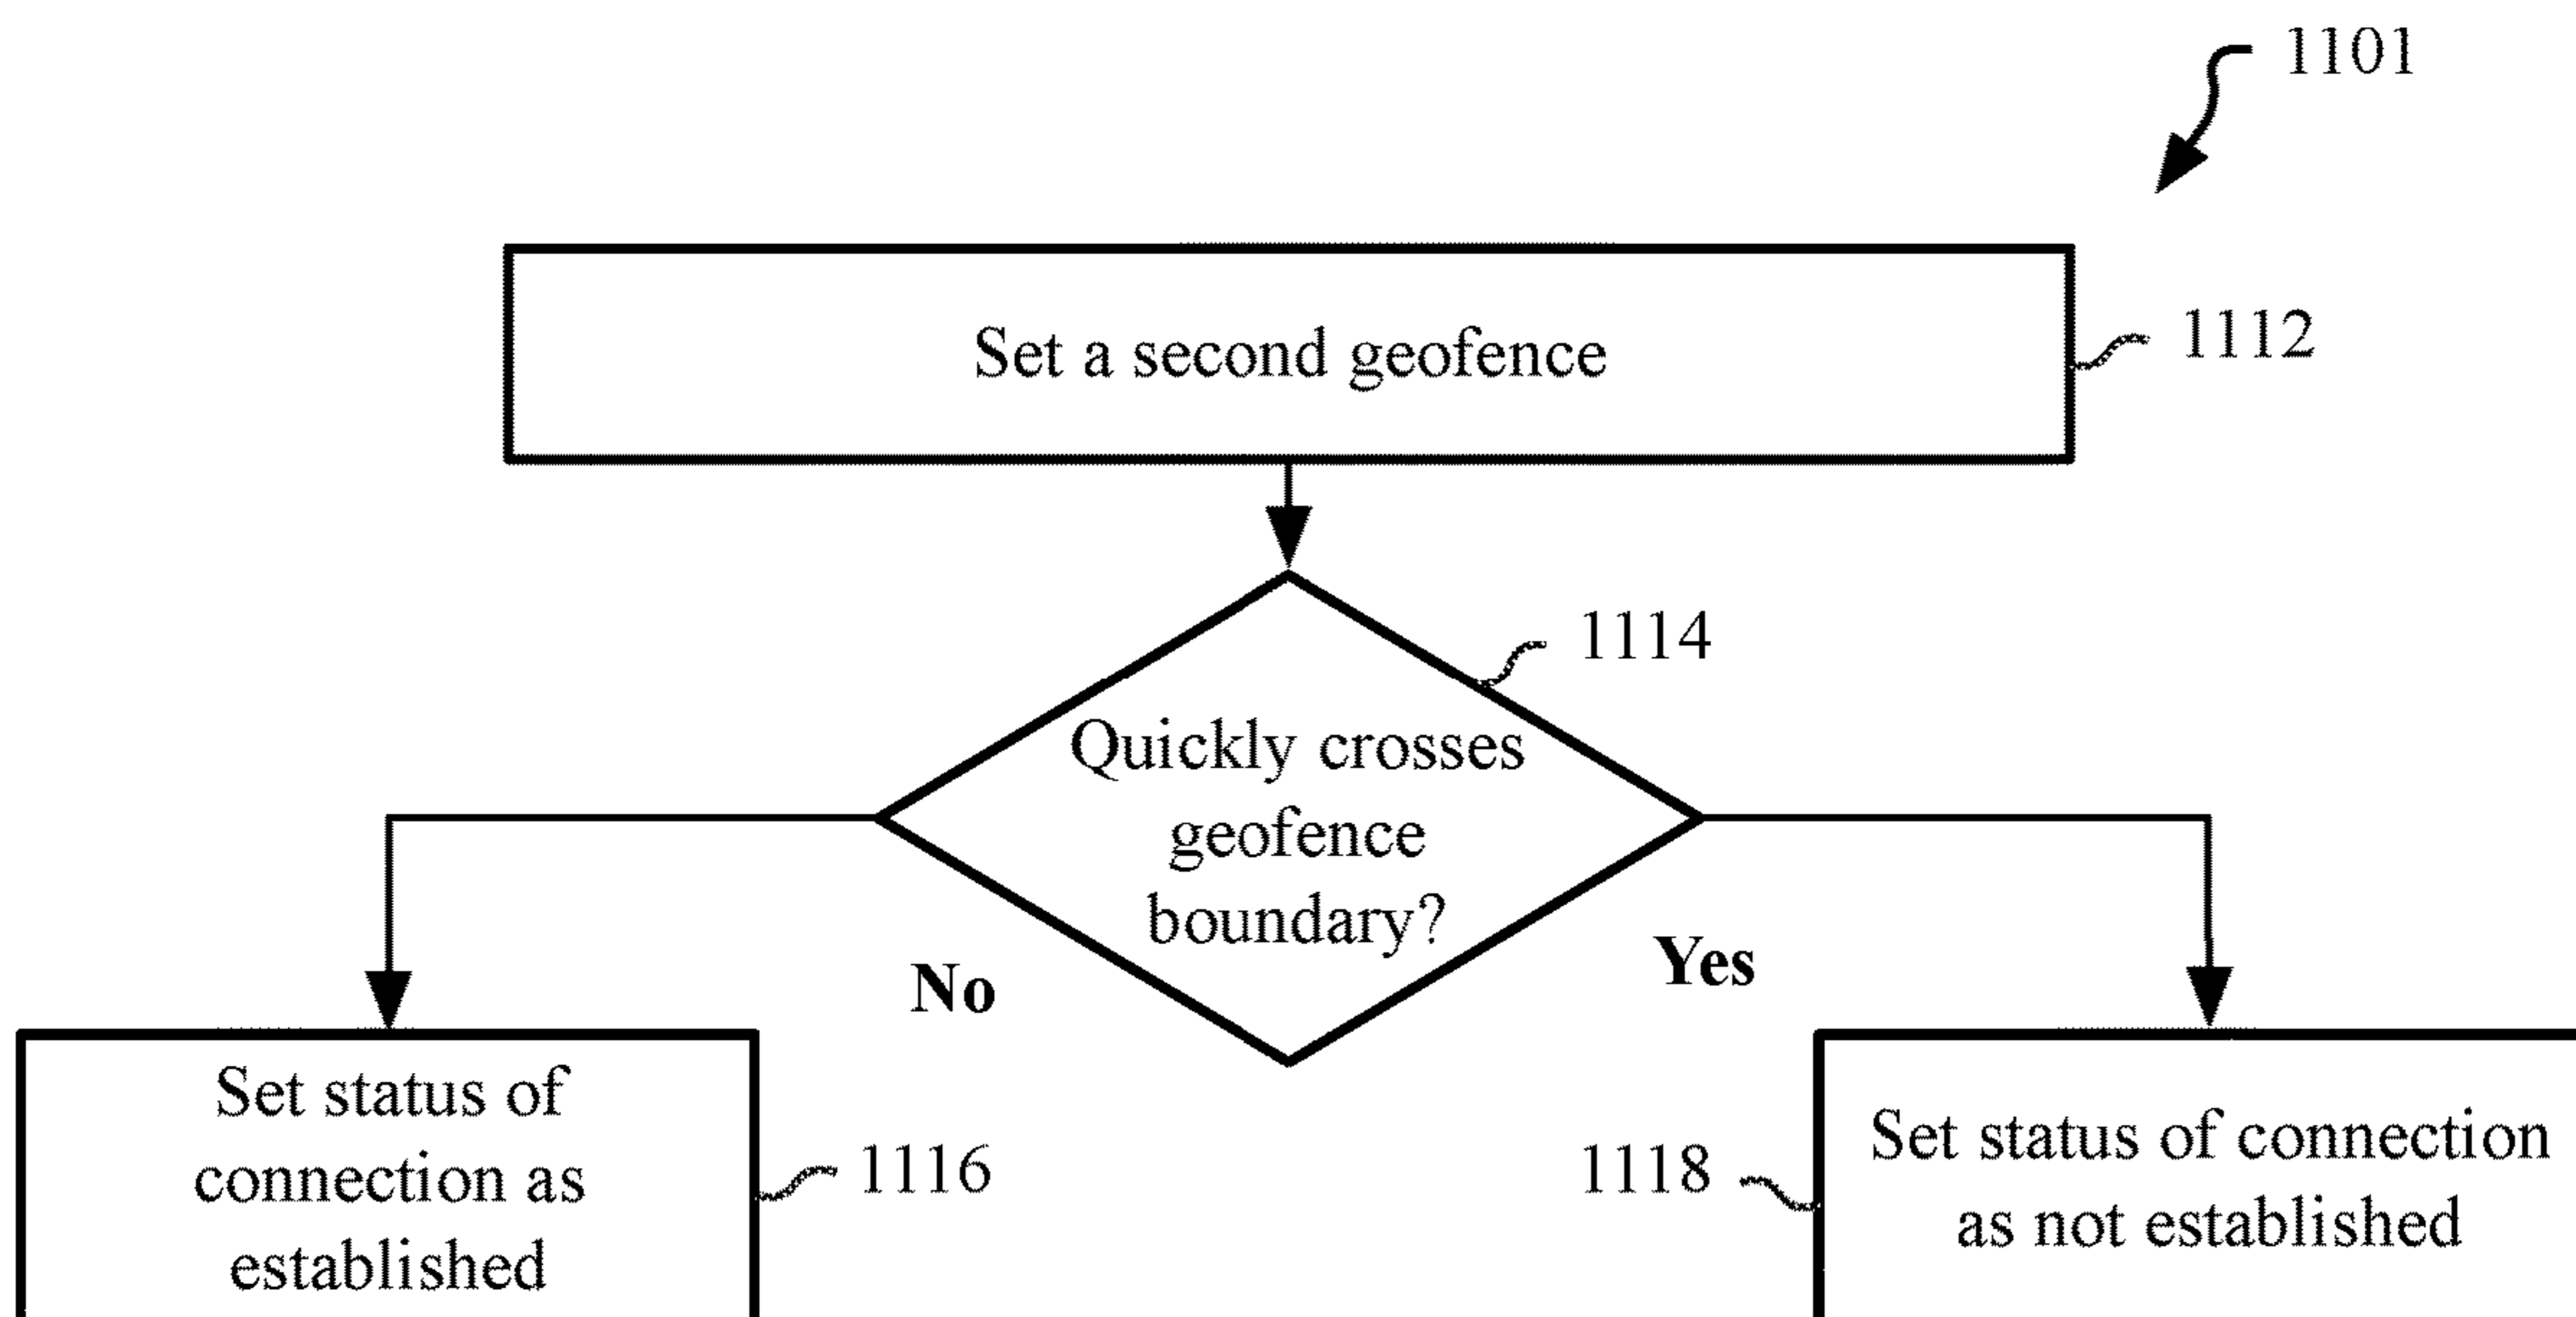 1101
Set a second geofence
1112
1114
Quickly crosses
geofence
boundary?
No
Yes
Set status of
connection as
established
1116
1118
Set status of connection
as not established